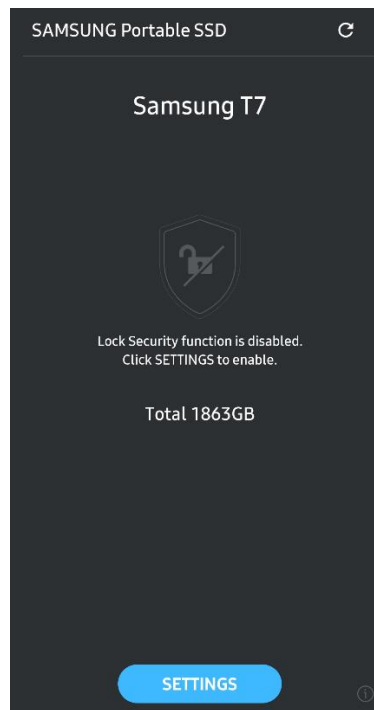 SAMSUNG Portable SSD
Samsung T7
Lock Security function is disabled.
Click SETTINGS to enable.
Total 1863GB
SETTINGS